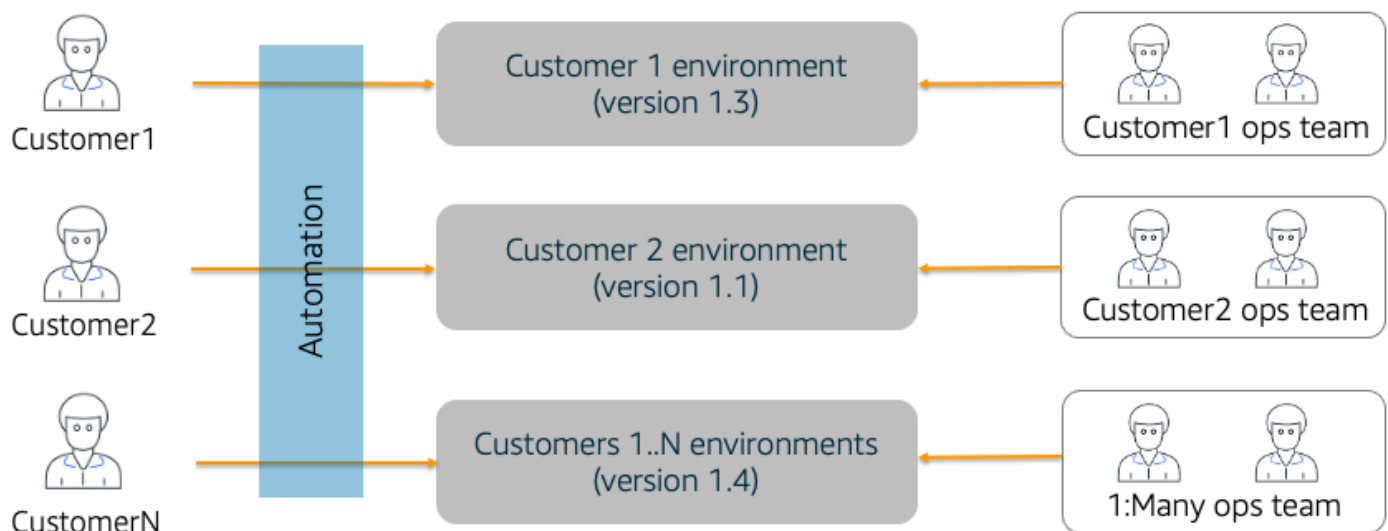 Customer1
Automation
Customer 1 environment
(version 1.3)
Customer1 ops team
Customer2
Customer 2 environment
(version 1.1)
Customer2 ops team
CustomerN
Customers 1..N environments
(version 1.4)
1:Many ops team